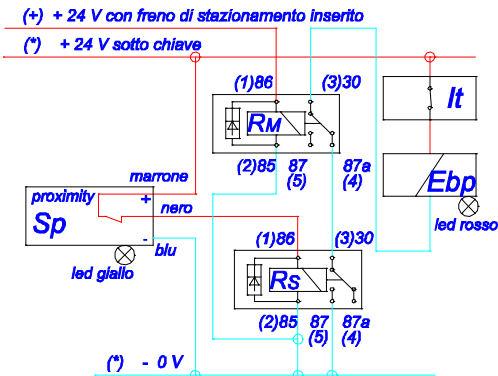 (+) + 24 V con freno di stazionamento inserito
(*) + 24 V sotto chiave
(1)86 (3)30
It
RM
(2)85 87 87a
(5) (4)
marrone
Ebp
proximity +
nero
Sp
led rosso
- blu
(1)86 (3)30
led giallo
Rs
(2)85 87 87a
(5) (4)
(*) - 0 V